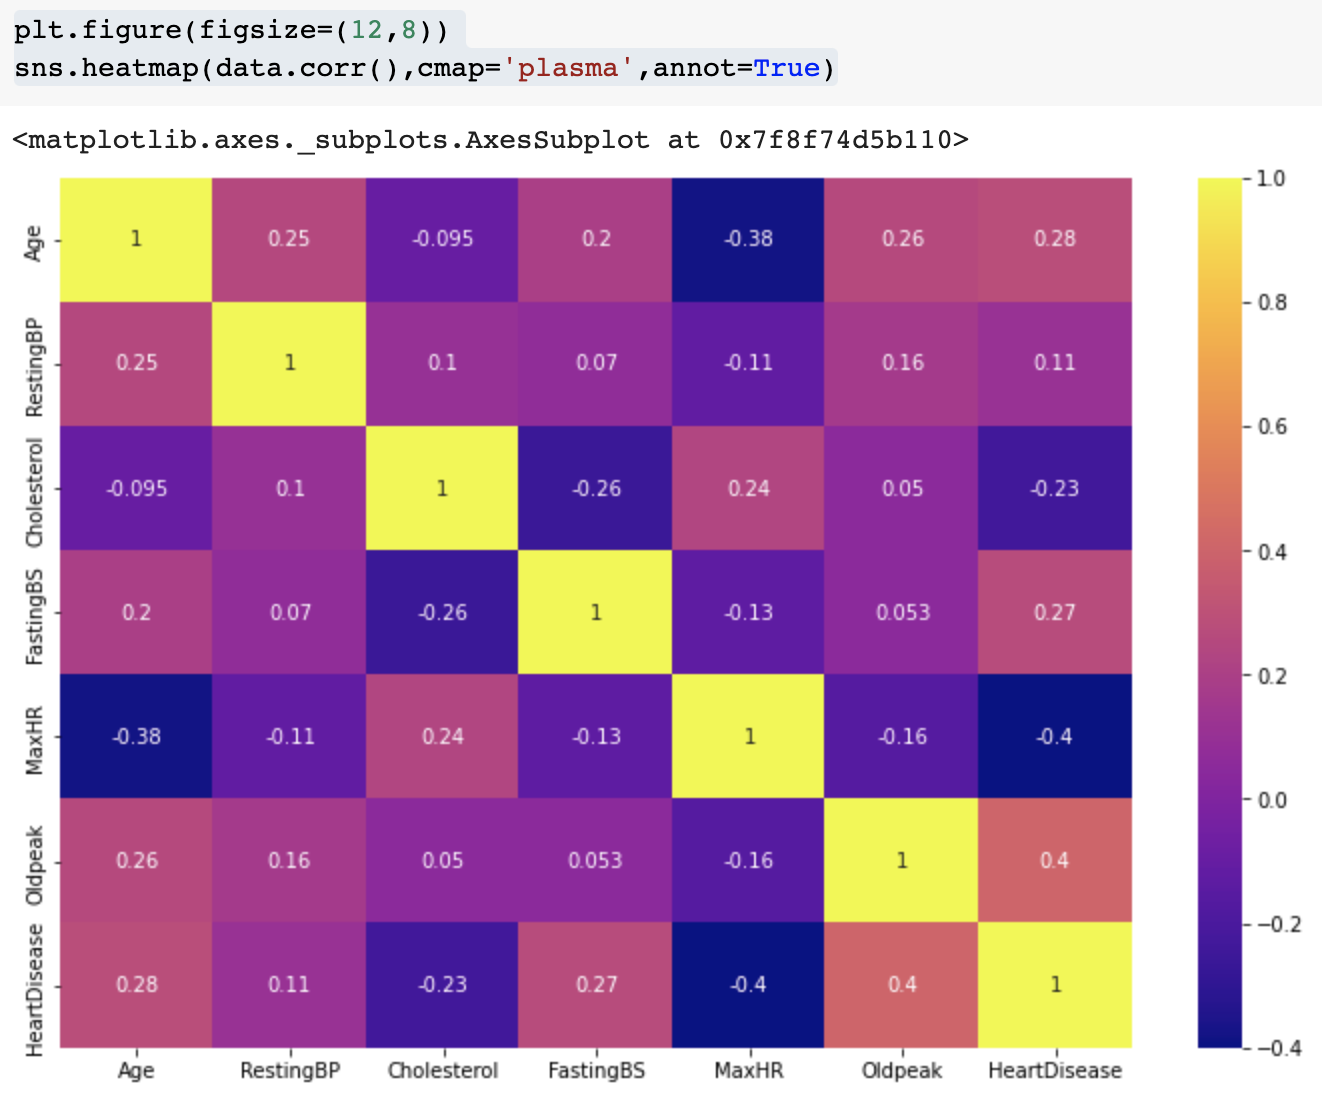 plt.figure(figsize=(12,8))
sns.heatmap(data.corr(),cmap='plasma',annot=True)
<matplotlib.axes._subplots.AxesSubplot at 0x7f8f74d5b110>
Age 1 0.25 -0.095 0.2 -0.38 0.26 0.28
RestingBP 0.25 1 0.1 0.07 -0.11 0.16 0.11
Cholesterol -0.095 0.1 1 -0.26 0.24 0.05 -0.23
FastingBS 0.2 0.07 -0.26 1 -0.13 0.053 0.27
MaxHR -0.38 -0.11 0.24 -0.13 1 -0.16 -0.4
Oldpeak 0.26 0.16 0.05 0.053 -0.16 1 0.4
HeartDisease 0.28 0.11 -0.23 0.27 -0.4 0.4 1
Age RestingBP Cholesterol FastingBS MaxHR Oldpeak HeartDisease
1.0
0.8
0.6
0.4
0.2
0.0
−0.2
−0.4